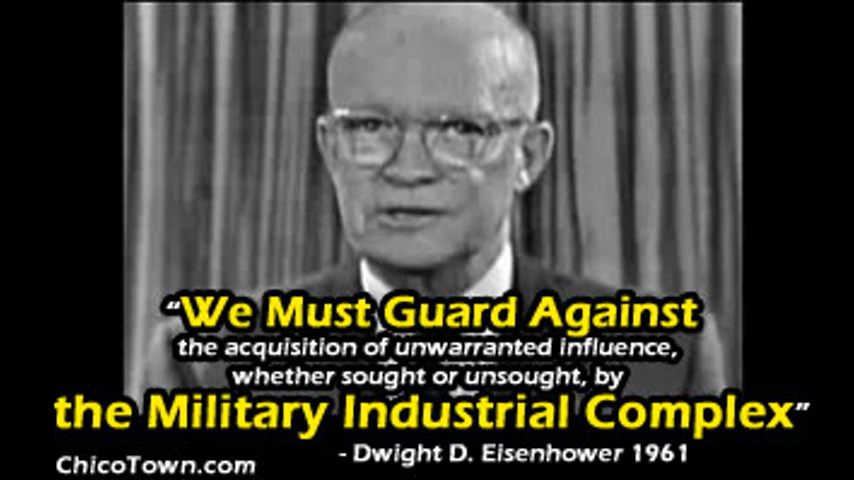 “We Must Guard Against
the acquisition of unwarranted influence,
whether sought or unsought, by
the Military Industrial Complex”
- Dwight D. Eisenhower 1961
ChicoTown.com